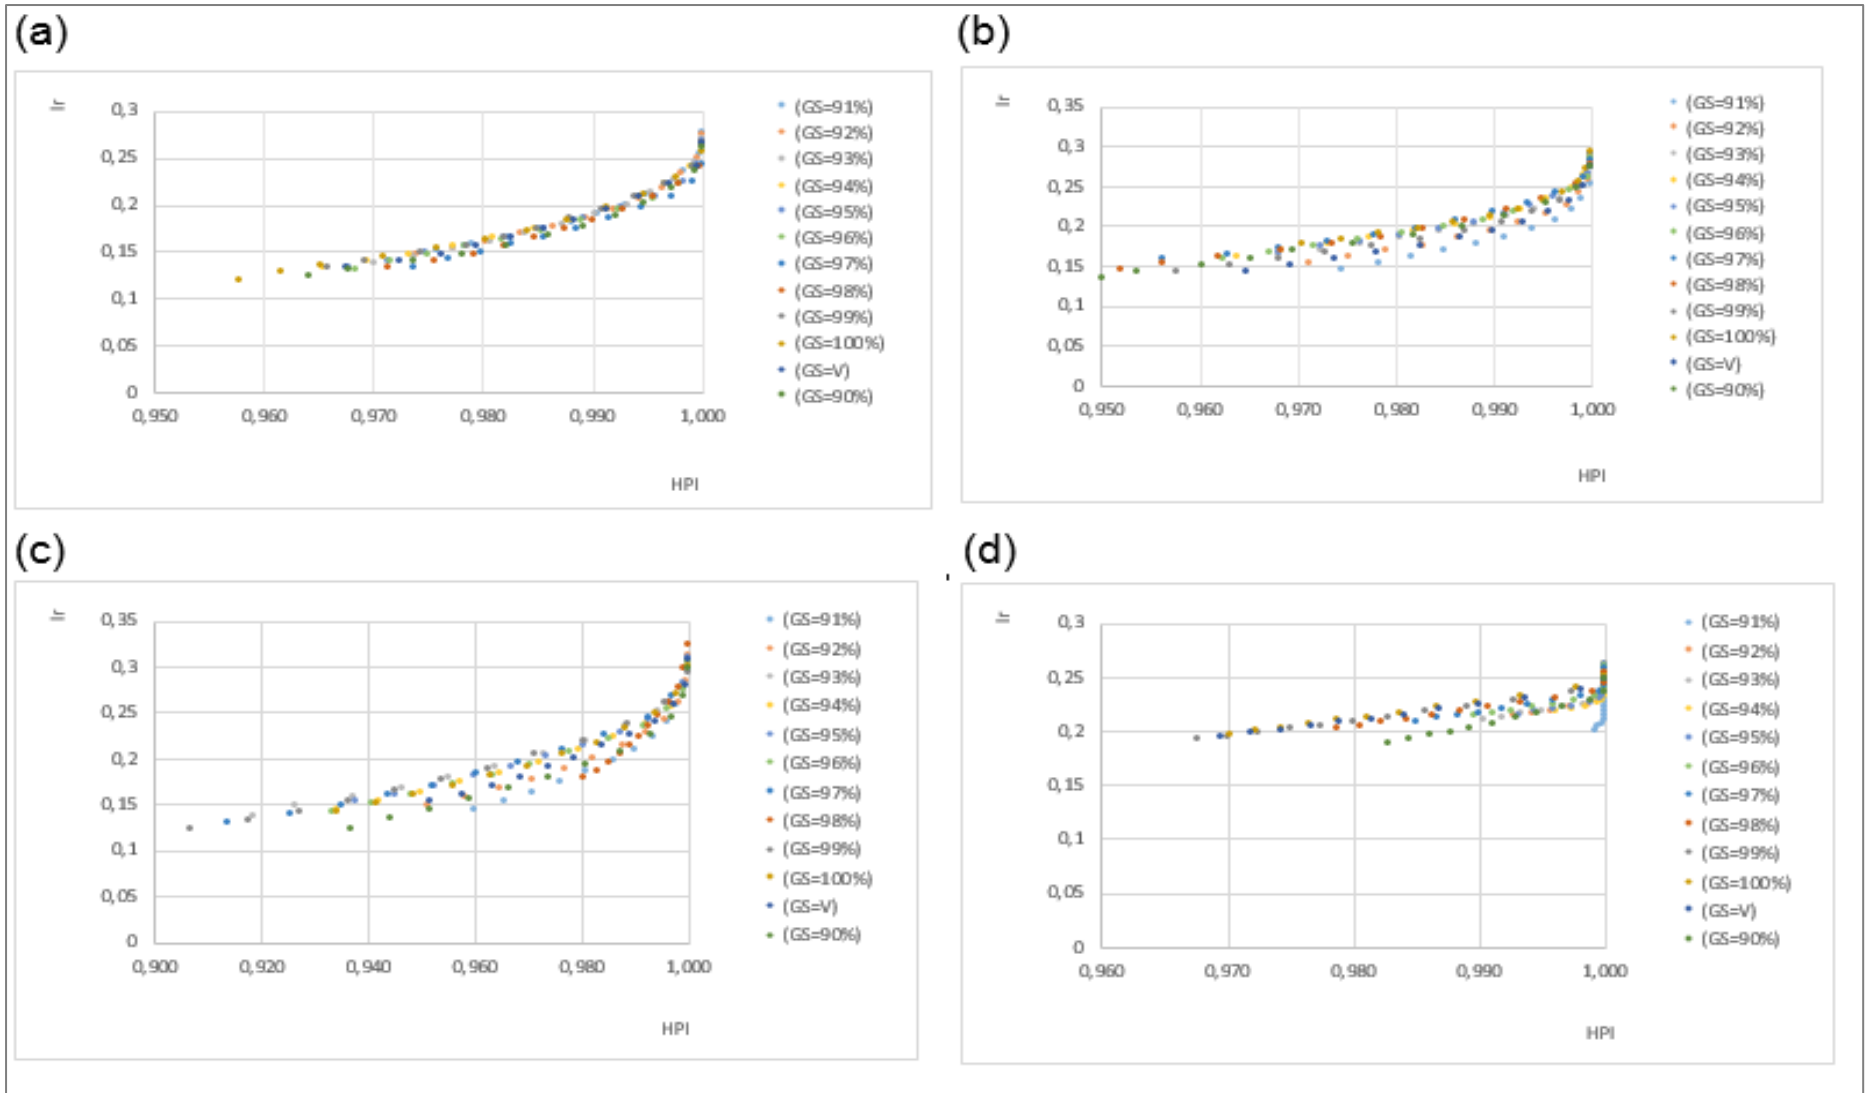 (a)
Ir
0,3
0,25
0,2
0,15
0,1
0,05
0
0,950 0,960 0,970 0,980 0,990 1,000
HPI
(GS=91%)
(GS=92%)
(GS=93%)
(GS=94%)
(GS=95%)
(GS=96%)
(GS=97%)
(GS=98%)
(GS=99%)
(GS=100%)
(GS=V)
(GS=90%)
(b)
Ir
0,35
0,3
0,25
0,2
0,15
0,1
0,05
0
0,950 0,960 0,970 0,980 0,990 1,000
HPI
(GS=91%)
(GS=92%)
(GS=93%)
(GS=94%)
(GS=95%)
(GS=96%)
(GS=97%)
(GS=98%)
(GS=99%)
(GS=100%)
(GS=V)
(GS=90%)
(c)
Ir
0,35
0,3
0,25
0,2
0,15
0,1
0,05
0
0,900 0,920 0,940 0,960 0,980 1,000
HPI
(GS=91%)
(GS=92%)
(GS=93%)
(GS=94%)
(GS=95%)
(GS=96%)
(GS=97%)
(GS=98%)
(GS=99%)
(GS=100%)
(GS=V)
(GS=90%)
(d)
Ir
0,3
0,25
0,2
0,15
0,1
0,05
0
0,960 0,970 0,980 0,990 1,000
HPI
(GS=91%)
(GS=92%)
(GS=93%)
(GS=94%)
(GS=95%)
(GS=96%)
(GS=97%)
(GS=98%)
(GS=99%)
(GS=100%)
(GS=V)
(GS=90%)